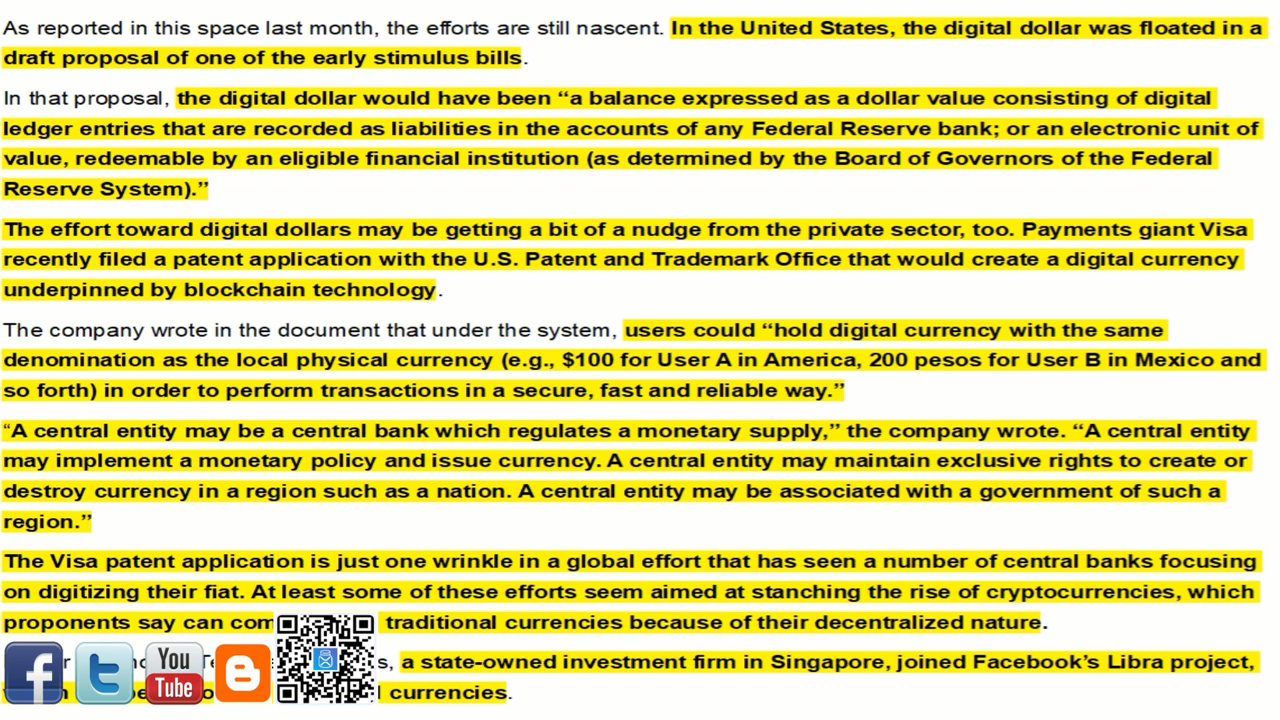 As reported in this space last month, the efforts are still nascent. In the United States, the digital dollar was floated in a
draft proposal of one of the early stimulus bills.
In that proposal, the digital dollar would have been “a balance expressed as a dollar value consisting of digital
ledger entries that are recorded as liabilities in the accounts of any Federal Reserve bank; or an electronic unit of
value, redeemable by an eligible financial institution (as determined by the Board of Governors of the Federal
Reserve System).”
The effort toward digital dollars may be getting a bit of a nudge from the private sector, too. Payments giant Visa
recently filed a patent application with the U.S. Patent and Trademark Office that would create a digital currency
underpinned by blockchain technology.
The company wrote in the document that under the system, users could “hold digital currency with the same
denomination as the local physical currency (e.g., $100 for User A in America, 200 pesos for User B in Mexico and
so forth) in order to perform transactions in a secure, fast and reliable way.”
“A central entity may be a central bank which regulates a monetary supply,” the company wrote. “A central entity
may implement a monetary policy and issue currency. A central entity may maintain exclusive rights to create or
destroy currency in a region such as a nation. A central entity may be associated with a government of such a
region.”
The Visa patent application is just one wrinkle in a global effort that has seen a number of central banks focusing
on digitizing their fiat. At least some of these efforts seem aimed at stanching the rise of cryptocurrencies, which
proponents say can com traditional currencies because of their decentralized nature.
a state-owned investment firm in Singapore, joined Facebook’s Libra project,
currencies.
You
Tube